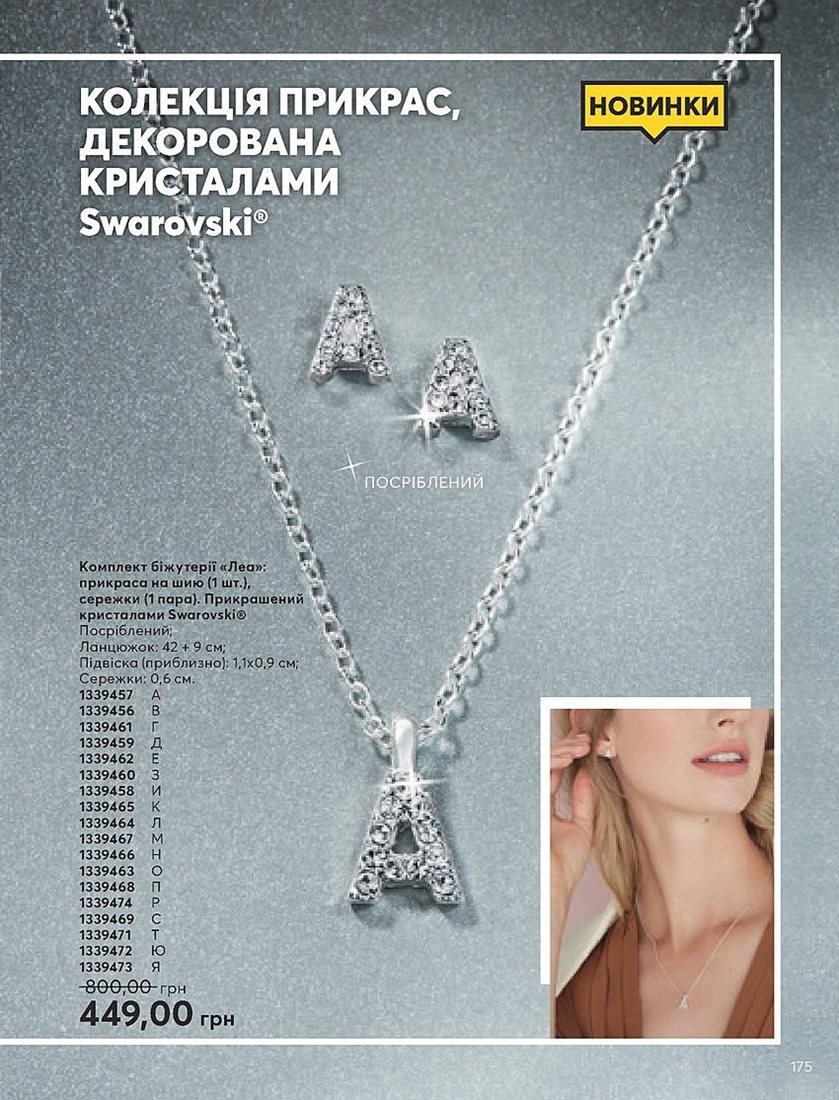 КОЛЕКЦІЯ ПРИКРАС,
ДЕКОРОВАНА
КРИСТАЛАМИ
Swarovski®
НОВИНКИ
ПОСРІБЛЕНИЙ
Комплект біжутерії «Леа»:
прикраса на шию (1 шт.),
сережки (1 пара). Прикрашений
кристалами Swarovski®
Посріблений;
Ланцюжок: 42 + 9 см;
Підвіска (приблизно): 1,1х0,9 см;
Сережки: 0,6 см.
1339457 А
1339456 В
1339461 Г
1339459 Д
1339462 Е
1339460 З
1339458 И
1339465 К
1339464 Л
1339467 М
1339466 Н
1339463 О
1339468 П
1339474 Р
1339469 С
1339471 Т
1339472 Ю
1339473 Я
800,00 грн
449,00 грн
175